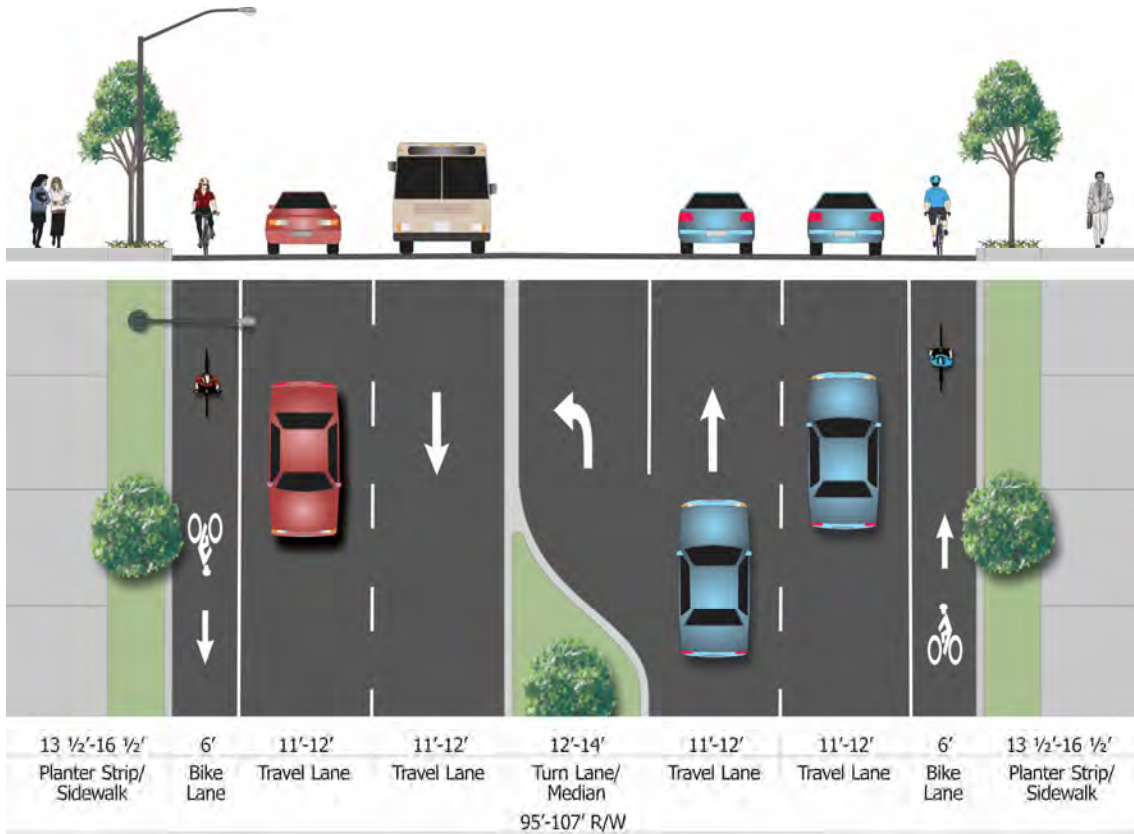 13 ½′-16 ½′ 6′ 11′-12′ 11′-12′ 12′-14′ 11′-12′ 11′-12′ 6′ 13 ½′-16 ½′
Planter Strip/ Bike Travel Lane Travel Lane Turn Lane/ Travel Lane Travel Lane Bike Planter Strip/
Sidewalk Lane Median Lane Sidewalk
95′-107′ R/W